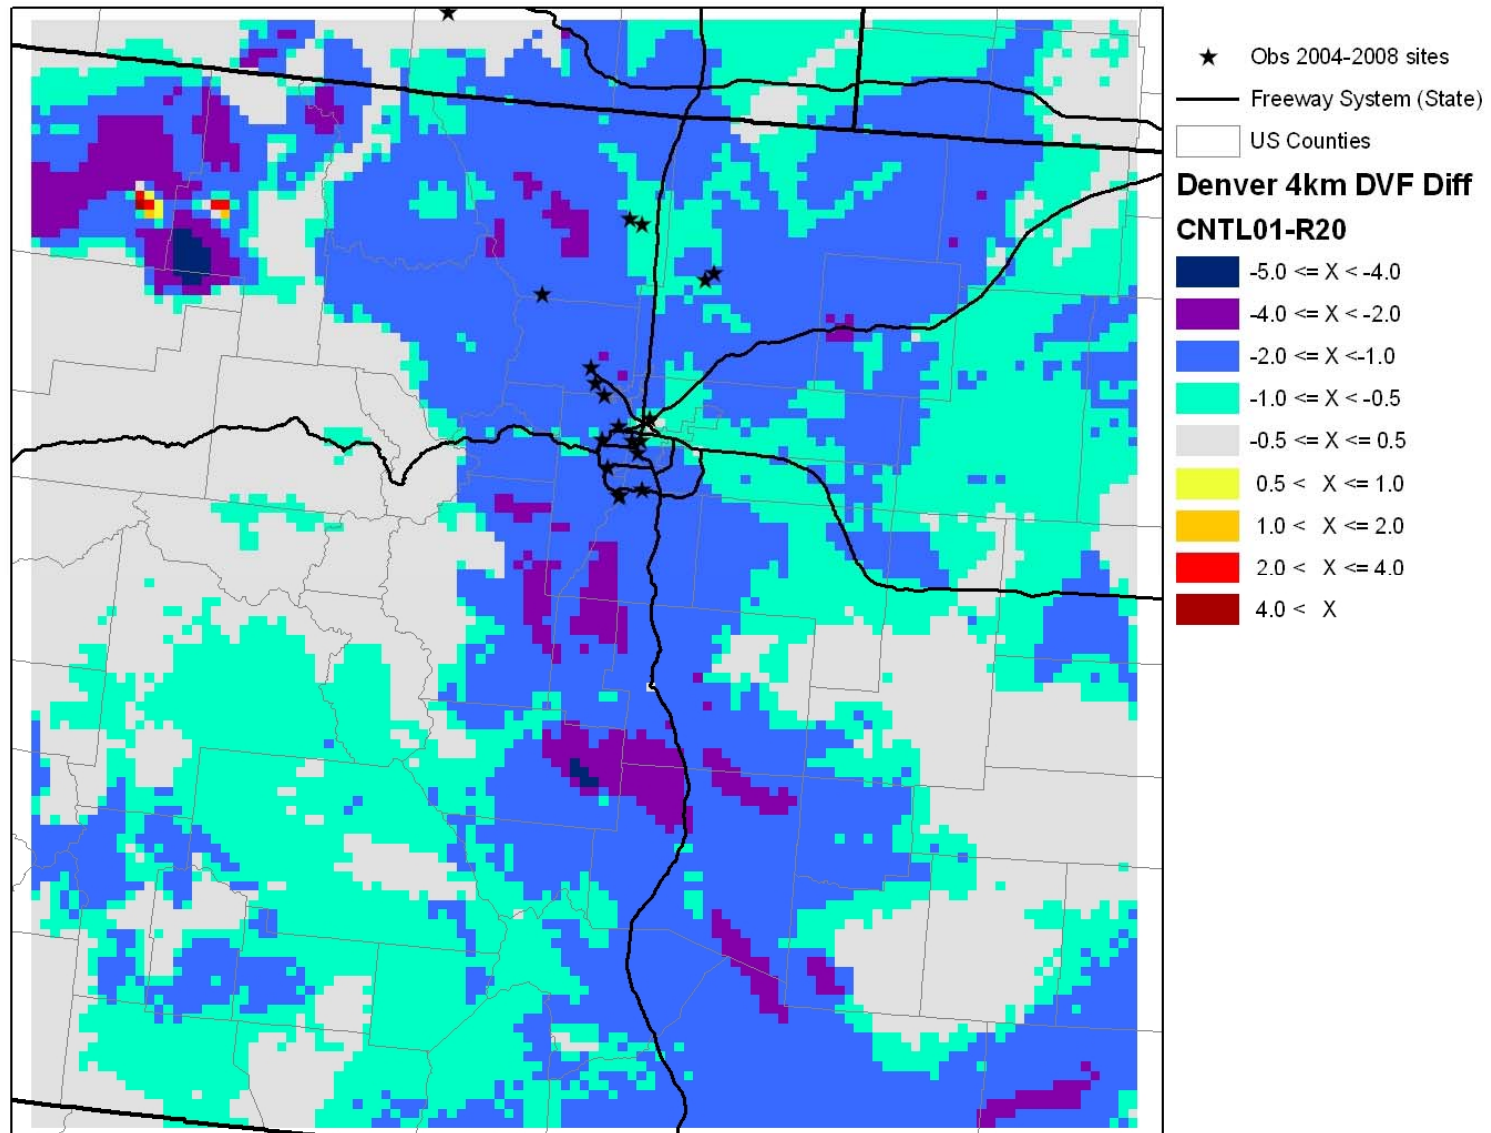 Obs 2004-2008 sites
Freeway System (State)
US Counties
Denver 4km DVF Diff
CNTL01-R20
-5.0 <= X < -4.0
-4.0 <= X < -2.0
-2.0 <= X <-1.0
-1.0 <= X < -0.5
-0.5 <= X <= 0.5
0.5 < X <= 1.0
1.0 < X <= 2.0
2.0 < X <= 4.0
4.0 < X